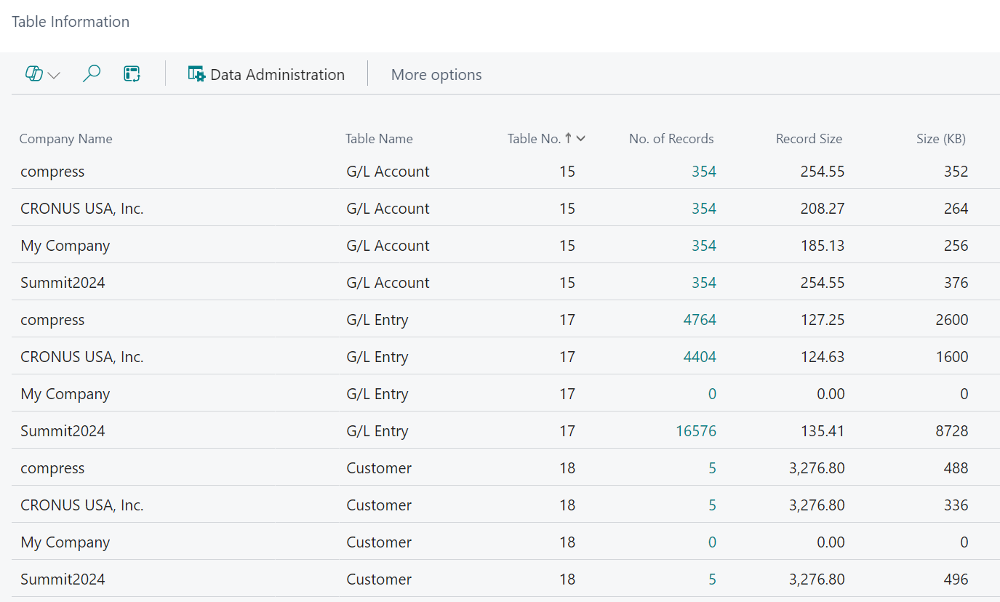 Table Information
Data Administration More options
Company Name Table Name Table No. ↑ No. of Records Record Size Size (KB)
compress G/L Account 15 354 254.55 352
CRONUS USA, Inc. G/L Account 15 354 208.27 264
My Company G/L Account 15 354 185.13 256
Summit2024 G/L Account 15 354 254.55 376
compress G/L Entry 17 4764 127.25 2600
CRONUS USA, Inc. G/L Entry 17 4404 124.63 1600
My Company G/L Entry 17 0 0.00 0
Summit2024 G/L Entry 17 16576 135.41 8728
compress Customer 18 5 3,276.80 488
CRONUS USA, Inc. Customer 18 5 3,276.80 336
My Company Customer 18 0 0.00 0
Summit2024 Customer 18 5 3,276.80 496